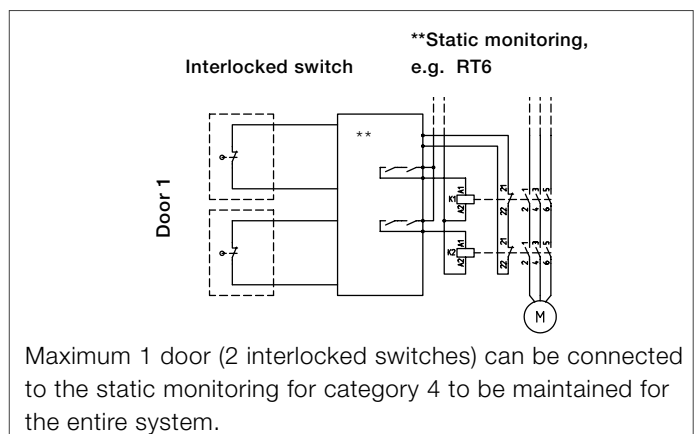 **Static monitoring,
Interlocked switch e.g. RT6
**
Door 1
A1
K1
A2
21
22
1 3 5
2 4 6
A1
A2
21
22
1 3 5
2 4 6
M
Maximum 1 door (2 interlocked switches) can be connected
to the static monitoring for category 4 to be maintained for
the entire system.